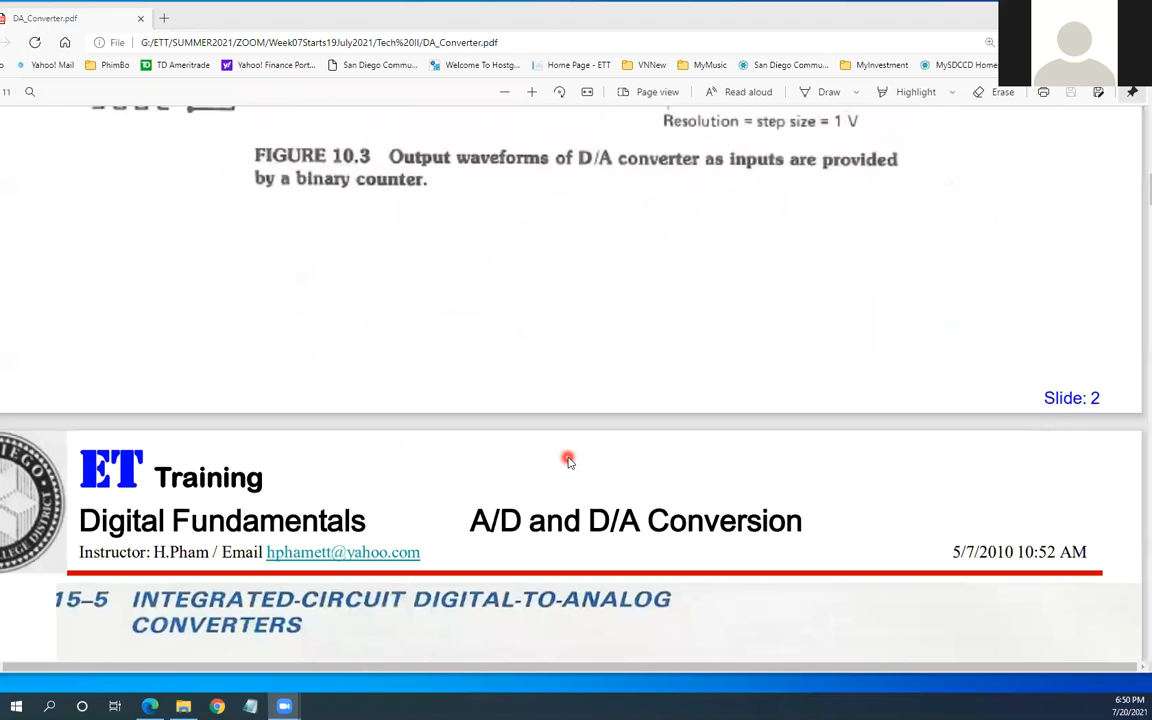 DA_Converter.pdf
File
G:/ETT/SUMMER2021/ZOOM/Week07Starts19July2021/Tech%20II/DA_Converter.pdf
Yahoo! Mail
PhimBo
TD Ameritrade
Yahoo! Finance Port...
San Diego Commu...
Welcome To Hostg...
Home Page - ETT
VNNew
MyMusic
San Diego Commu...
MyInvestment
MySDCCD Home
11
Page view
Read aloud
Draw
Highlight
Erase
Resolution = step size = 1 V
FIGURE 10.3 Output waveforms of D/A converter as inputs are provided
by a binary counter.
Slide: 2
ET Training
Digital Fundamentals
A/D and D/A Conversion
Instructor: H.Pham / Email hphamett@yahoo.com
5/7/2010 10:52 AM
15–5 INTEGRATED-CIRCUIT DIGITAL-TO-ANALOG
CONVERTERS
6:50 PM
7/20/2021